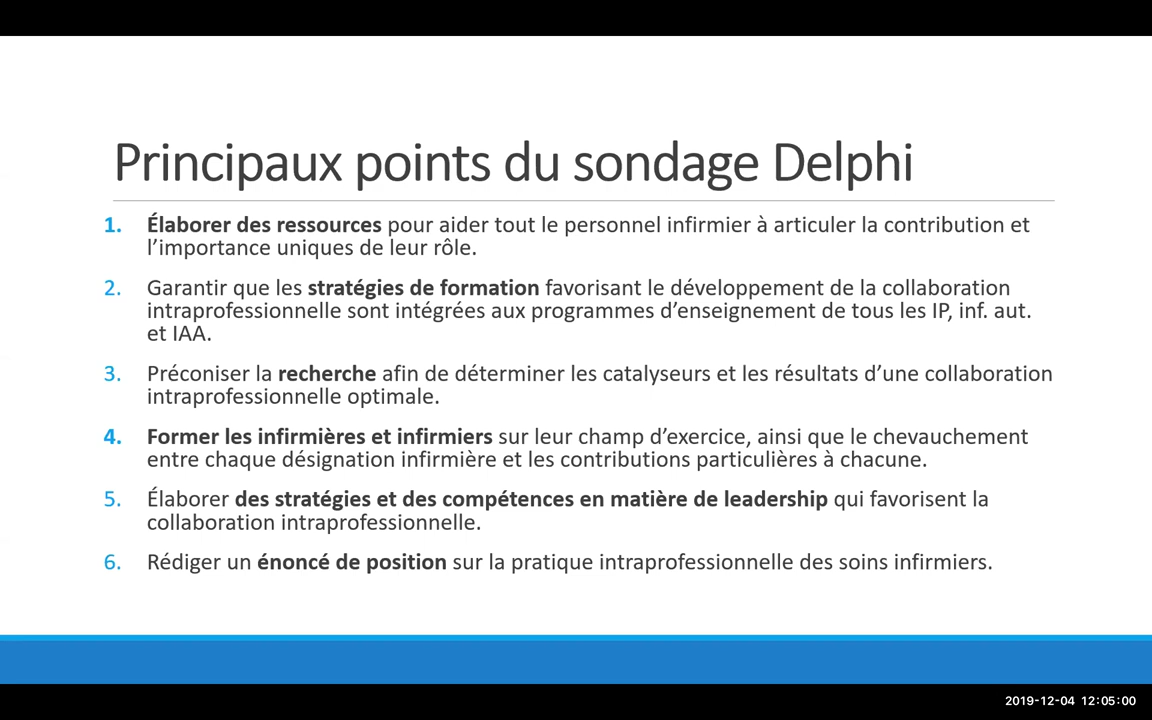 Principaux points du sondage Delphi
1. Élaborer des ressources pour aider tout le personnel infirmier à articuler la contribution et
l’importance uniques de leur rôle.
2. Garantir que les stratégies de formation favorisant le développement de la collaboration
intraprofessionnelle sont intégrées aux programmes d’enseignement de tous les IP, inf. aut.
et IAA.
3. Préconiser la recherche afin de déterminer les catalyseurs et les résultats d’une collaboration
intraprofessionnelle optimale.
4. Former les infirmières et infirmiers sur leur champ d’exercice, ainsi que le chevauchement
entre chaque désignation infirmière et les contributions particulières à chacune.
5. Élaborer des stratégies et des compétences en matière de leadership qui favorisent la
collaboration intraprofessionnelle.
6. Rédiger un énoncé de position sur la pratique intraprofessionnelle des soins infirmiers.
2019-12-04 12:05:00